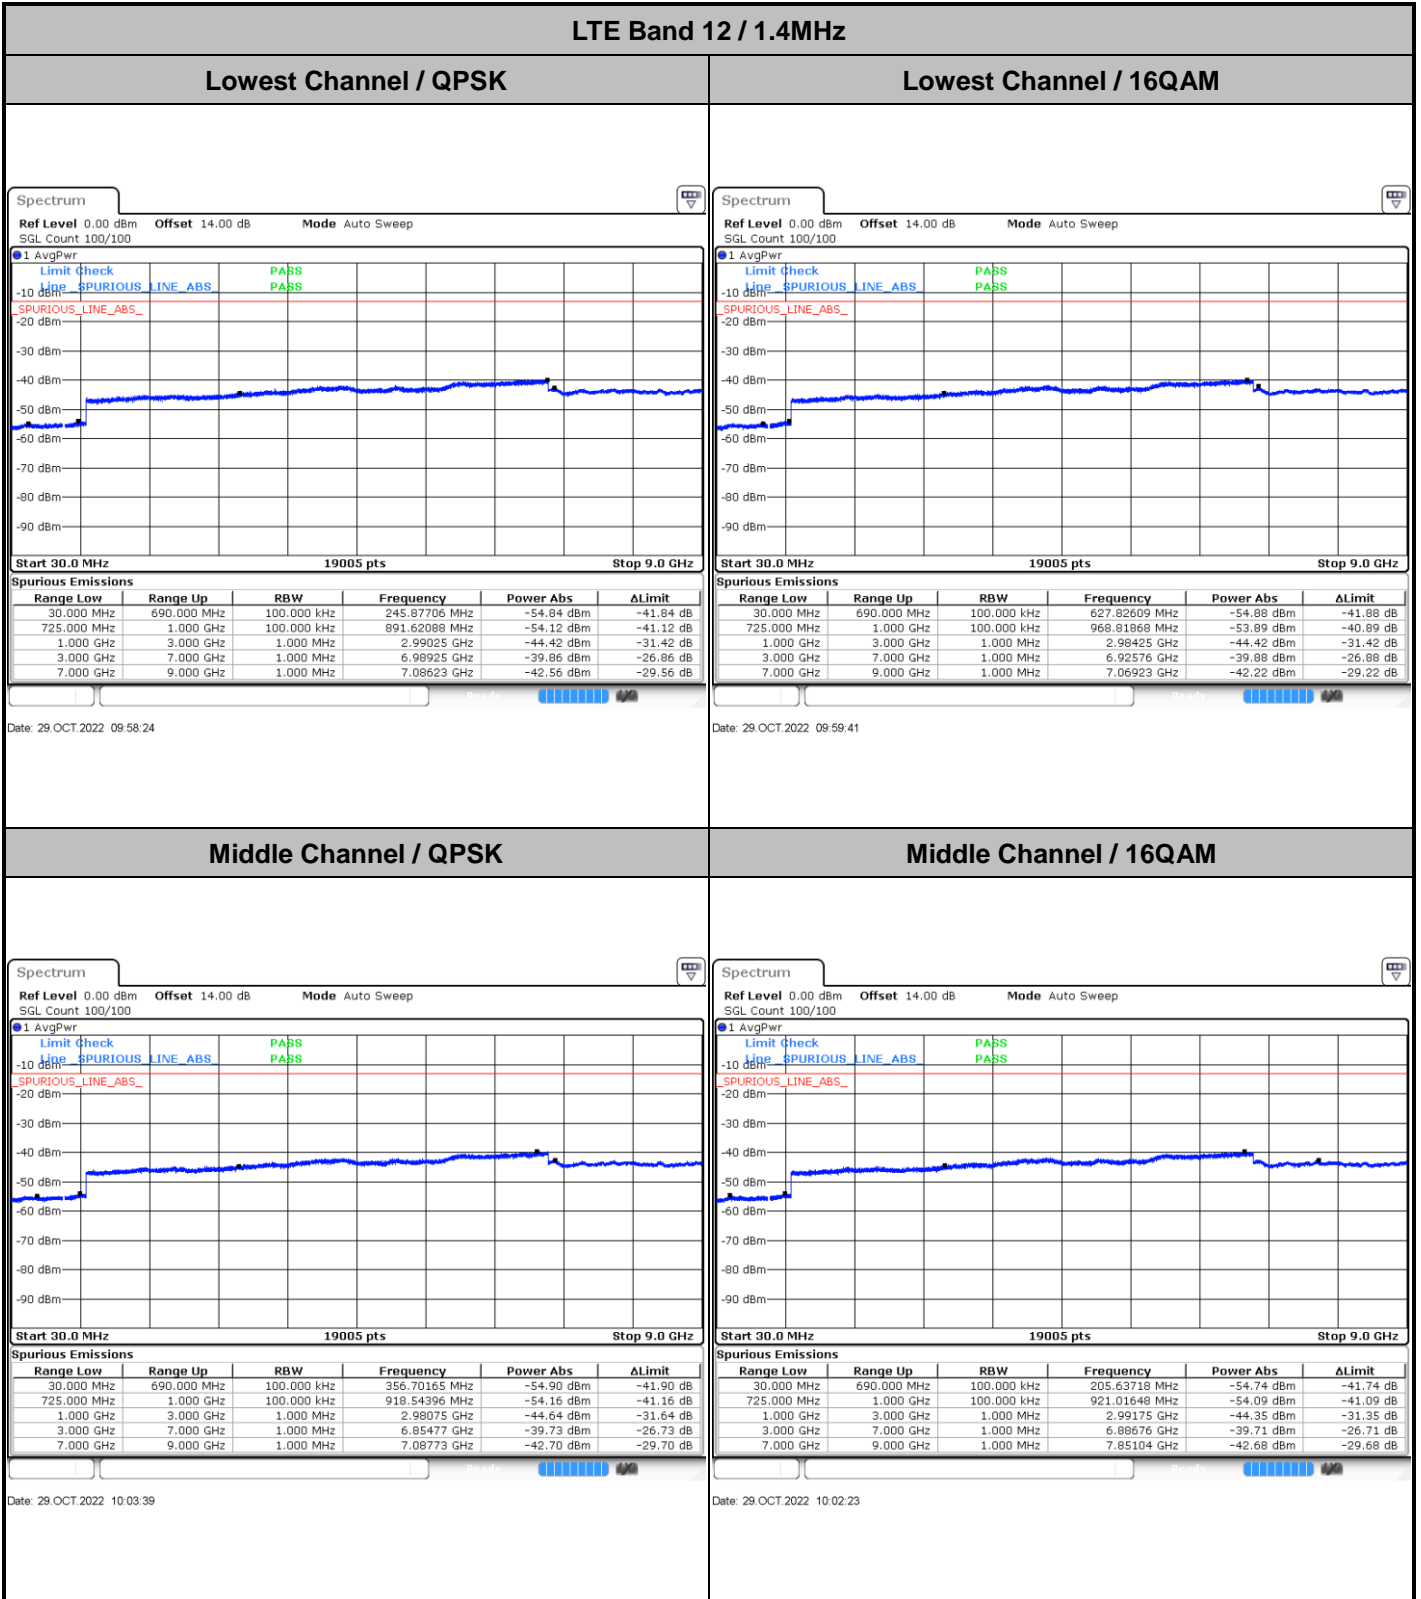 LTE Band 12 / 1.4MHz
Lowest Channel / QPSK
Lowest Channel / 16QAM
Spectrum
Ref Level 0.00 dBm Offset 14.00 dB Mode Auto Sweep
SGL Count 100/100
1 AvgPwr
Limit Check PASS
Line _SPURIOUS_LINE_ABS_ PASS
-10 dBm
_SPURIOUS_LINE_ABS_
-20 dBm
-30 dBm
-40 dBm
-50 dBm
-60 dBm
-70 dBm
-80 dBm
-90 dBm
Start 30.0 MHz 19005 pts Stop 9.0 GHz
Spurious Emissions
Range Low Range Up RBW Frequency Power Abs ΔLimit
30.000 MHz 690.000 MHz 100.000 kHz 245.87706 MHz -54.84 dBm -41.84 dB
725.000 MHz 1.000 GHz 100.000 kHz 891.62088 MHz -54.12 dBm -41.12 dB
1.000 GHz 3.000 GHz 1.000 MHz 2.99025 GHz -44.42 dBm -31.42 dB
3.000 GHz 7.000 GHz 1.000 MHz 6.98925 GHz -39.86 dBm -26.86 dB
7.000 GHz 9.000 GHz 1.000 MHz 7.08623 GHz -42.56 dBm -29.56 dB
Ready
Date: 29.OCT.2022 09:58:24
Spectrum
Ref Level 0.00 dBm Offset 14.00 dB Mode Auto Sweep
SGL Count 100/100
1 AvgPwr
Limit Check PASS
Line _SPURIOUS_LINE_ABS_ PASS
-10 dBm
_SPURIOUS_LINE_ABS_
-20 dBm
-30 dBm
-40 dBm
-50 dBm
-60 dBm
-70 dBm
-80 dBm
-90 dBm
Start 30.0 MHz 19005 pts Stop 9.0 GHz
Spurious Emissions
Range Low Range Up RBW Frequency Power Abs ΔLimit
30.000 MHz 690.000 MHz 100.000 kHz 627.82609 MHz -54.88 dBm -41.88 dB
725.000 MHz 1.000 GHz 100.000 kHz 968.81868 MHz -53.89 dBm -40.89 dB
1.000 GHz 3.000 GHz 1.000 MHz 2.98425 GHz -44.42 dBm -31.42 dB
3.000 GHz 7.000 GHz 1.000 MHz 6.92576 GHz -39.88 dBm -26.88 dB
7.000 GHz 9.000 GHz 1.000 MHz 7.06923 GHz -42.22 dBm -29.22 dB
Ready
Date: 29.OCT.2022 09:59:41
Middle Channel / QPSK
Middle Channel / 16QAM
Spectrum
Ref Level 0.00 dBm Offset 14.00 dB Mode Auto Sweep
SGL Count 100/100
1 AvgPwr
Limit Check PASS
Line _SPURIOUS_LINE_ABS_ PASS
-10 dBm
_SPURIOUS_LINE_ABS_
-20 dBm
-30 dBm
-40 dBm
-50 dBm
-60 dBm
-70 dBm
-80 dBm
-90 dBm
Start 30.0 MHz 19005 pts Stop 9.0 GHz
Spurious Emissions
Range Low Range Up RBW Frequency Power Abs ΔLimit
30.000 MHz 690.000 MHz 100.000 kHz 356.70165 MHz -54.90 dBm -41.90 dB
725.000 MHz 1.000 GHz 100.000 kHz 918.54396 MHz -54.16 dBm -41.16 dB
1.000 GHz 3.000 GHz 1.000 MHz 2.98075 GHz -44.64 dBm -31.64 dB
3.000 GHz 7.000 GHz 1.000 MHz 6.85477 GHz -39.73 dBm -26.73 dB
7.000 GHz 9.000 GHz 1.000 MHz 7.08773 GHz -42.70 dBm -29.70 dB
Ready
Date: 29.OCT.2022 10:03:39
Spectrum
Ref Level 0.00 dBm Offset 14.00 dB Mode Auto Sweep
SGL Count 100/100
1 AvgPwr
Limit Check PASS
Line _SPURIOUS_LINE_ABS_ PASS
-10 dBm
_SPURIOUS_LINE_ABS_
-20 dBm
-30 dBm
-40 dBm
-50 dBm
-60 dBm
-70 dBm
-80 dBm
-90 dBm
Start 30.0 MHz 19005 pts Stop 9.0 GHz
Spurious Emissions
Range Low Range Up RBW Frequency Power Abs ΔLimit
30.000 MHz 690.000 MHz 100.000 kHz 205.63718 MHz -54.74 dBm -41.74 dB
725.000 MHz 1.000 GHz 100.000 kHz 921.01648 MHz -54.09 dBm -41.09 dB
1.000 GHz 3.000 GHz 1.000 MHz 2.99175 GHz -44.35 dBm -31.35 dB
3.000 GHz 7.000 GHz 1.000 MHz 6.88676 GHz -39.71 dBm -26.71 dB
7.000 GHz 9.000 GHz 1.000 MHz 7.85104 GHz -42.68 dBm -29.68 dB
Ready
Date: 29.OCT.2022 10:02:23